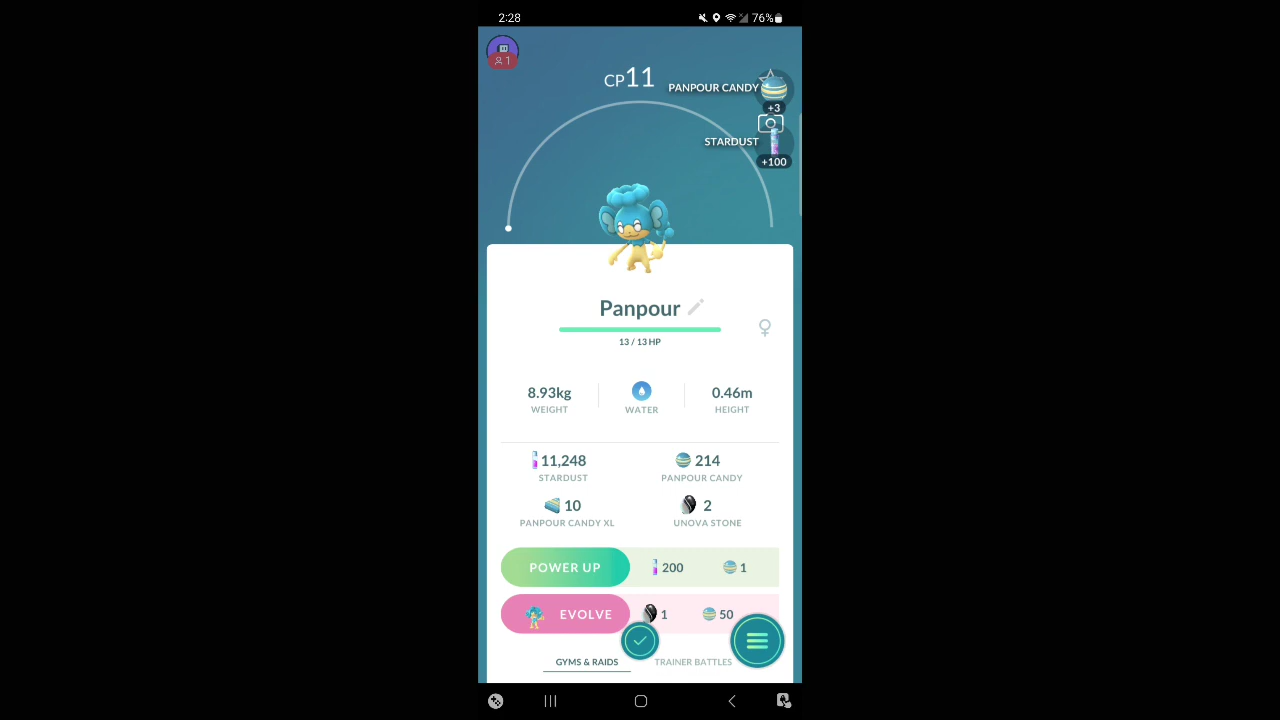 2:28
76%
1
CP11
PANPOUR CANDY
+3
STARDUST
+100
Panpour
13 / 13 HP
8.93kg
WEIGHT
WATER
0.46m
HEIGHT
11,248
STARDUST
214
PANPOUR CANDY
10
PANPOUR CANDY XL
2
UNOVA STONE
POWER UP 200 1
EVOLVE 1 50
GYMS & RAIDS TRAINER BATTLES